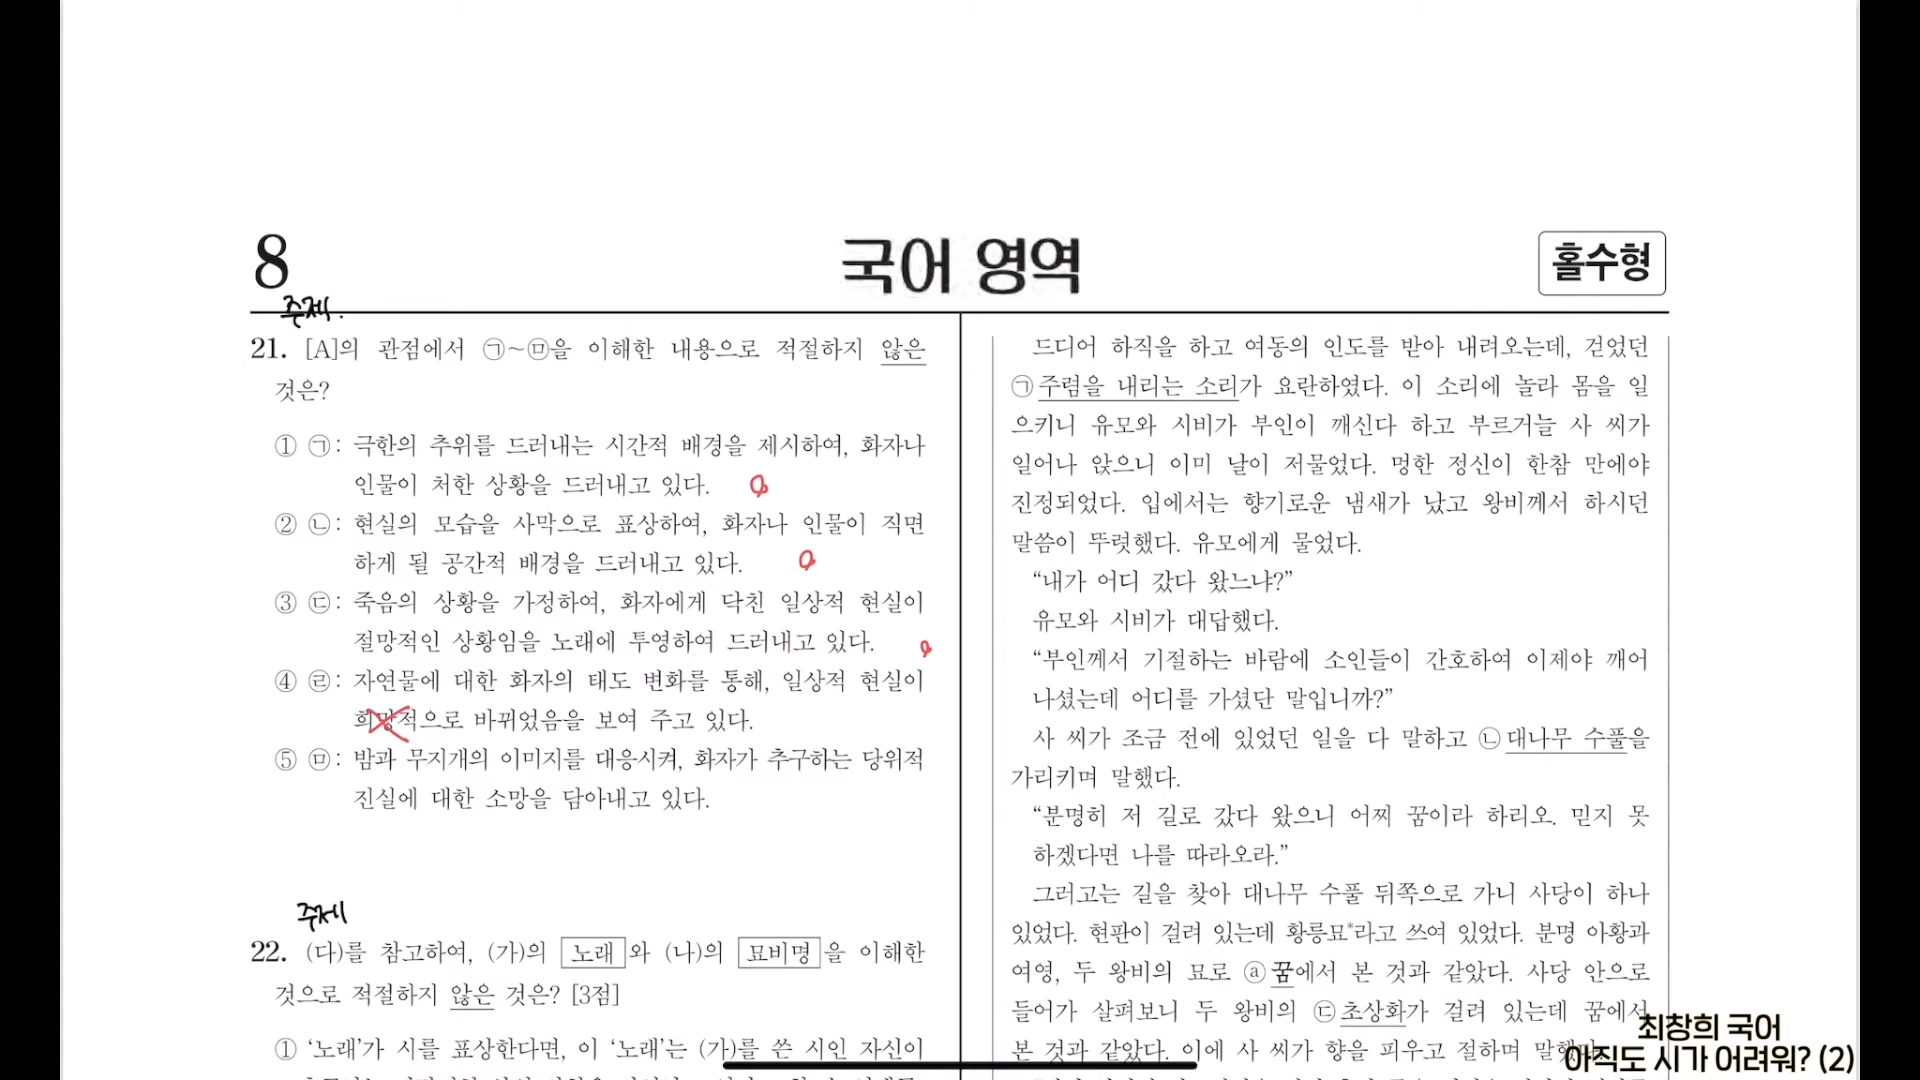 8
국어 영역
홀수형
주제.
21. [A]의 관점에서 ㉠~㉤을 이해한 내용으로 적절하지 않은
것은?
① ㉠: 극한의 추위를 드러내는 시간적 배경을 제시하여, 화자나
인물이 처한 상황을 드러내고 있다.
② ㉡: 현실의 모습을 사막으로 표상하여, 화자나 인물이 직면
하게 될 공간적 배경을 드러내고 있다.
③ ㉢: 죽음의 상황을 가정하여, 화자에게 닥친 일상적 현실이
절망적인 상황임을 노래에 투영하여 드러내고 있다.
④ ㉣: 자연물에 대한 화자의 태도 변화를 통해, 일상적 현실이
희망적으로 바뀌었음을 보여 주고 있다.
⑤ ㉤: 밤과 무지개의 이미지를 대응시켜, 화자가 추구하는 당위적
진실에 대한 소망을 담아내고 있다.
주제
22. (다)를 참고하여, (가)의 노래와 (나)의 묘비명을 이해한
것으로 적절하지 않은 것은? [3점]
① ‘노래’가 시를 표상한다면, 이 ‘노래’는 (가)를 쓴 시인 자신이
드디어 하직을 하고 여동의 인도를 받아 내려오는데, 걷었던
㉠주렴을 내리는 소리가 요란하였다. 이 소리에 놀라 몸을 일
으키니 유모와 시비가 부인이 깨신다 하고 부르거늘 사 씨가
일어나 앉으니 이미 날이 저물었다. 멍한 정신이 한참 만에야
진정되었다. 입에서는 향기로운 냄새가 났고 왕비께서 하시던
말씀이 뚜렷했다. 유모에게 물었다.
“내가 어디 갔다 왔느냐?”
유모와 시비가 대답했다.
“부인께서 기절하는 바람에 소인들이 간호하여 이제야 깨어
나셨는데 어디를 가셨단 말입니까?”
사 씨가 조금 전에 있었던 일을 다 말하고 ㉡대나무 수풀을
가리키며 말했다.
“분명히 저 길로 갔다 왔으니 어찌 꿈이라 하리오. 믿지 못
하겠다면 나를 따라오라.”
그러고는 길을 찾아 대나무 수풀 뒤쪽으로 가니 사당이 하나
있었다. 현판이 걸려 있는데 황릉묘*라고 쓰여 있었다. 분명 아황과
여영, 두 왕비의 묘로 ⓐ꿈에서 본 것과 같았다. 사당 안으로
들어가 살펴보니 두 왕비의 ㉢초상화가 걸려 있는데 꿈에서
본 것과 같았다. 이에 사 씨가 향을 피우고 절하며
최창희 국어
아직도 시가 어려워? (2)